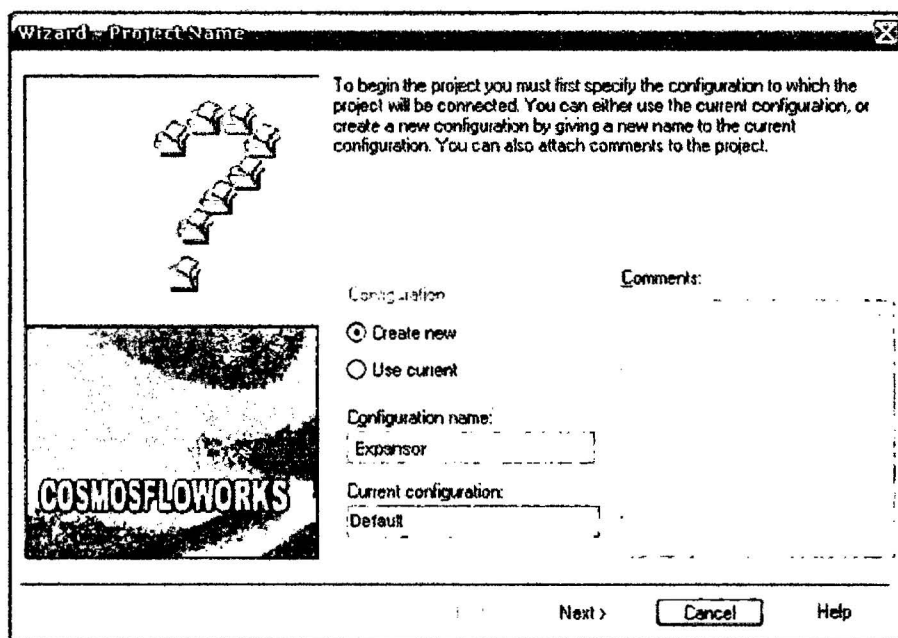 Wizard - Project Name
To begin the project you must first specify the configuration to which the
project will be connected. You can either use the current configuration, or
create a new configuration by giving a new name to the current
configuration. You can also attach comments to the project.
Comments:
Configuration
Create new
Use current
Configuration name:
Expansor
Current configuration:
Default
COSMOSFLOWORKS
Next >
Cancel
Help